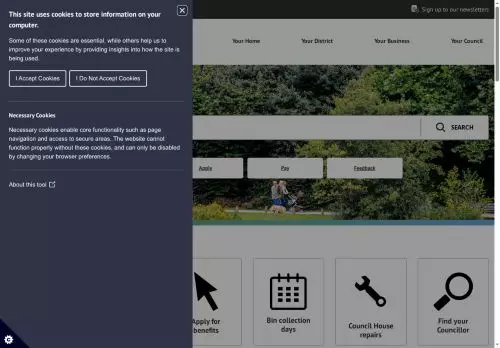 This site uses cookies to store information on your
computer.
Some of these cookies are essential, while others help us to
improve your experience by providing insights into how the site is
being used.
I Accept Cookies
I Do Not Accept Cookies
Necessary Cookies
Necessary cookies enable core functionality such as page
navigation and access to secure areas. The website cannot
function properly without these cookies, and can only be disabled
by changing your browser preferences.
About this tool
Sign up to our newsletters
Your Home
Your District
Your Business
Your Council
SEARCH
Apply
Pay
Feedback
Apply for
benefits
Bin collection
days
Council House
repairs
Find your
Councillor